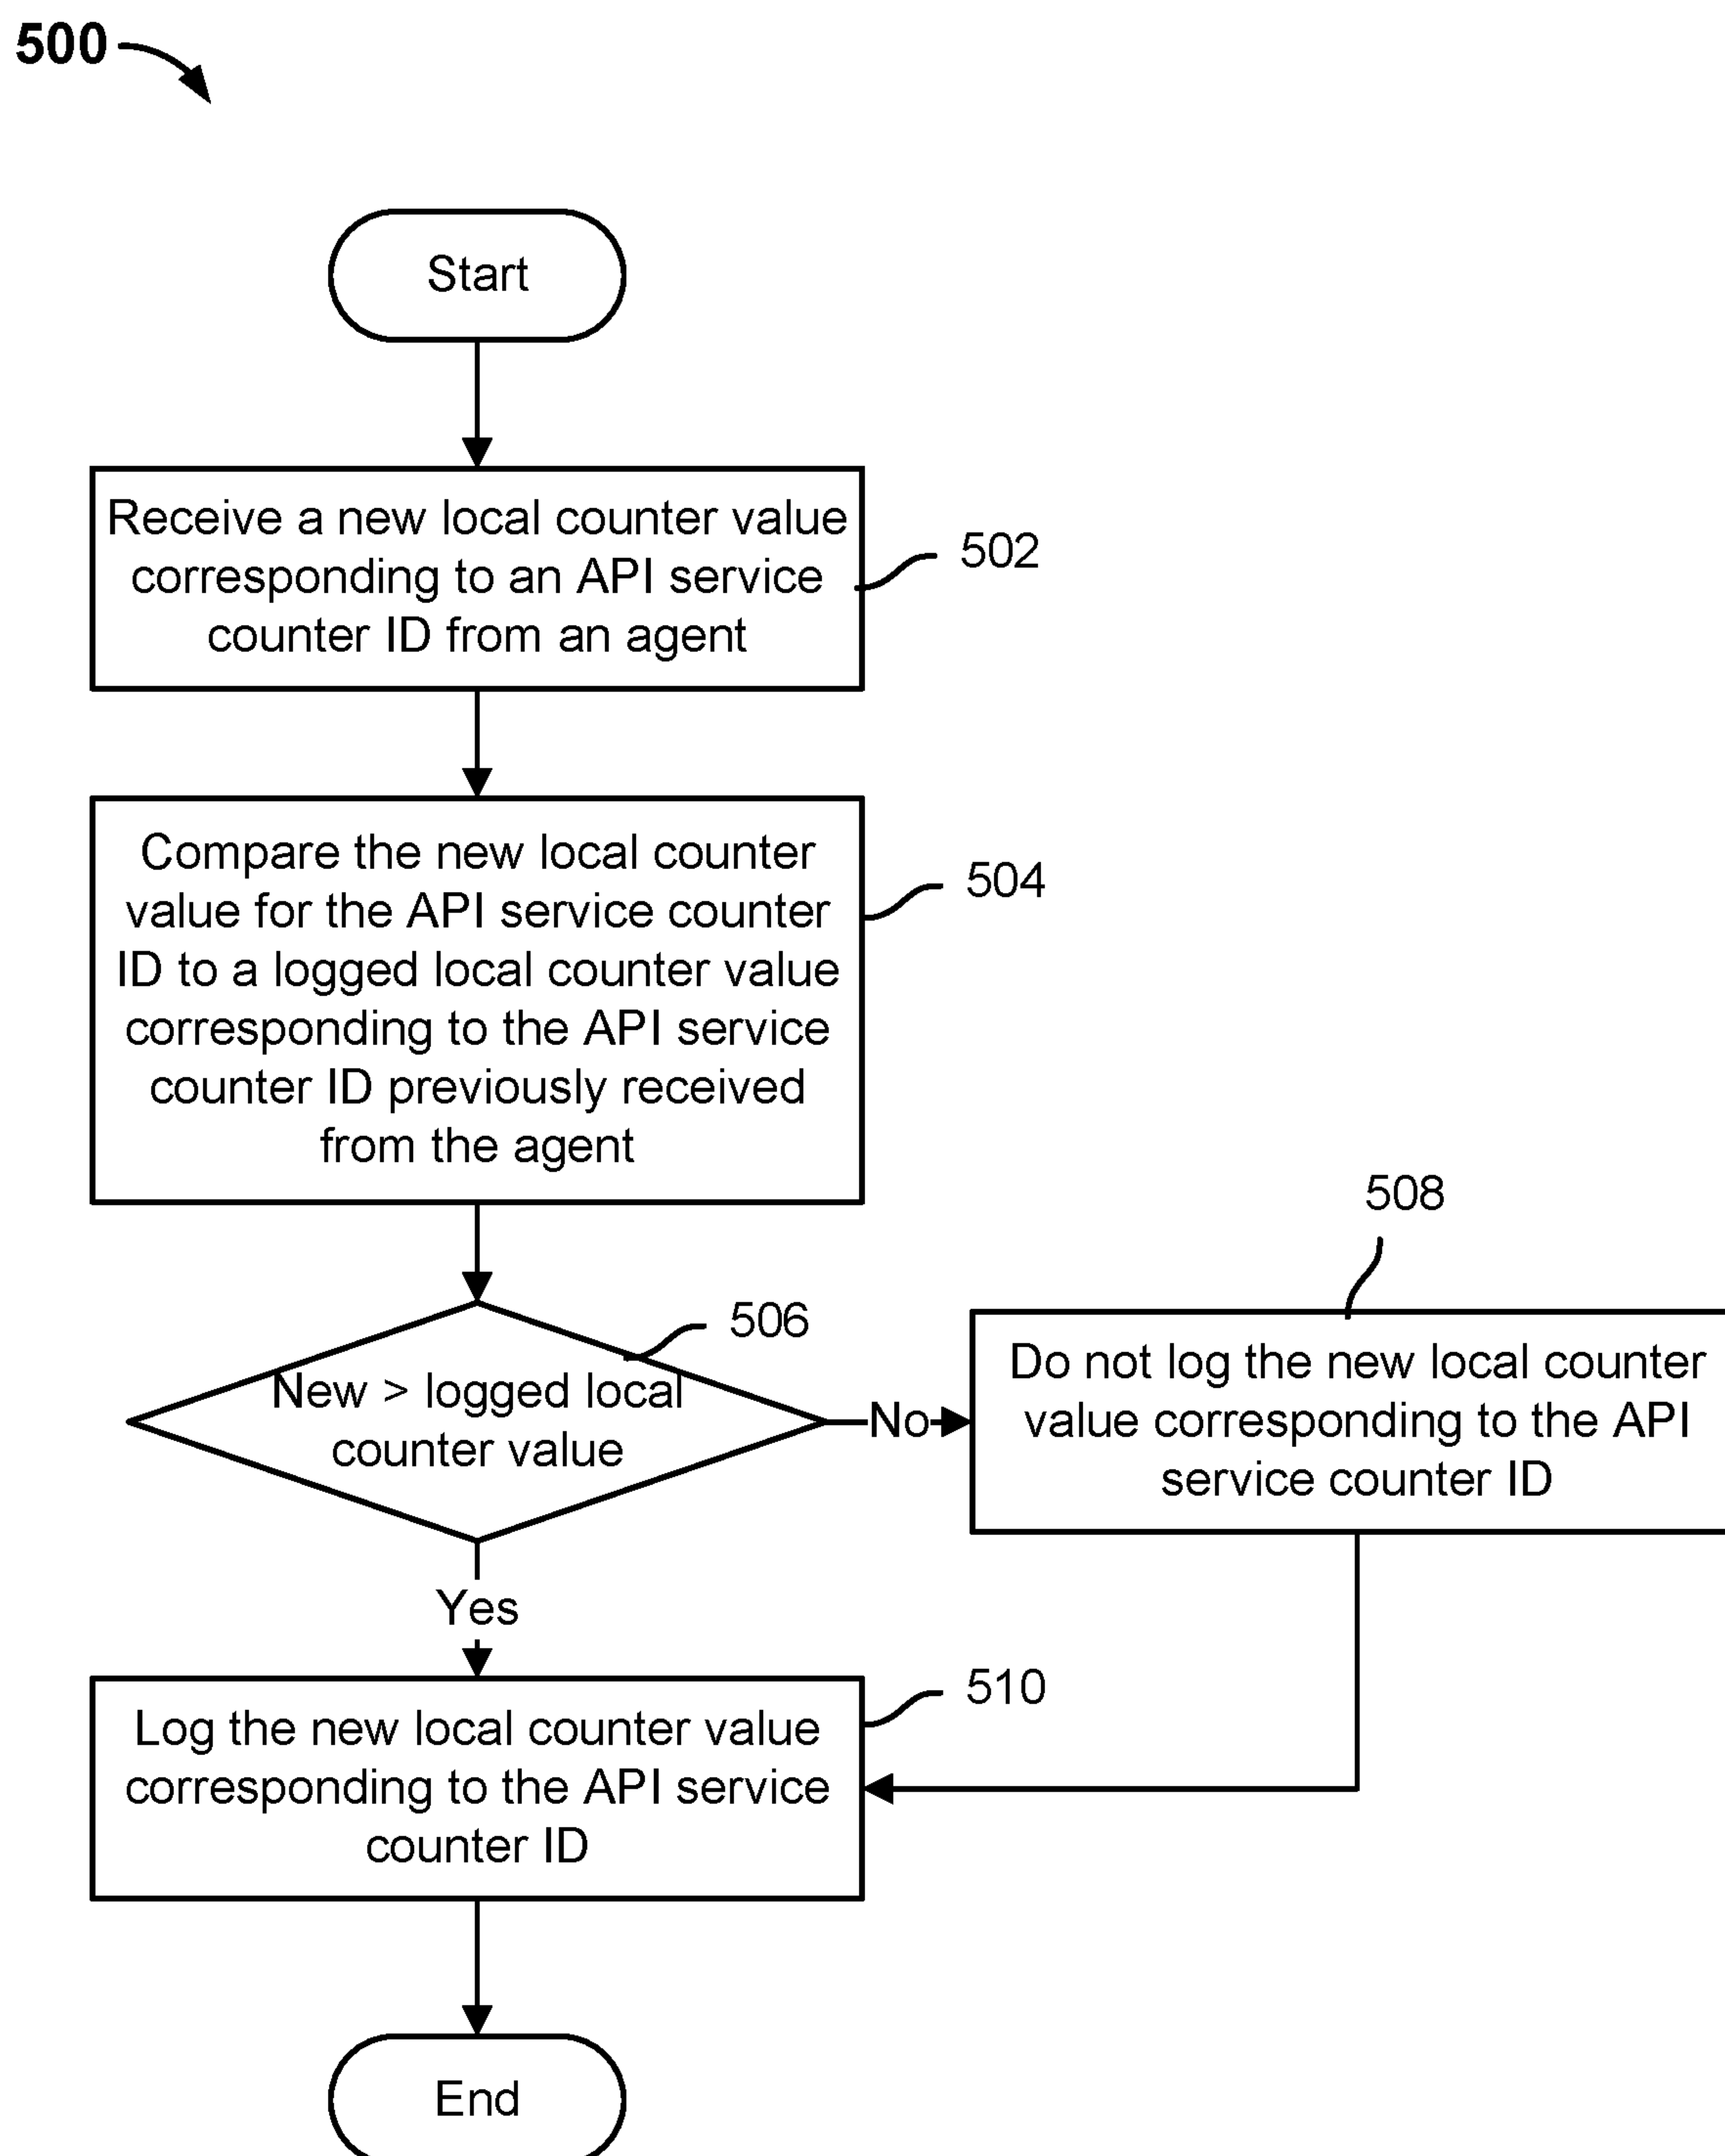 500
Start
Receive a new local counter value
corresponding to an API service
counter ID from an agent
502
Compare the new local counter
value for the API service counter
ID to a logged local counter value
corresponding to the API service
counter ID previously received
from the agent
504
506
New > logged local
counter value
No
508
Do not log the new local counter
value corresponding to the API
service counter ID
Yes
510
Log the new local counter value
corresponding to the API service
counter ID
End